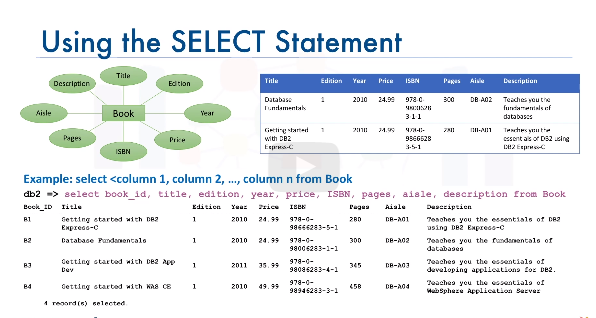 Using the SELECT Statement
Title
Description
Edition
Aisle
Book
Year
Pages
Price
ISBN
Title Edition Year Price ISBN Pages Aisle Description
Database 1 2010 24.99 978-0- 300 DB-A02 Teaches you the
Fundamentals 9800628 fundamentals of
3-1-1 databases
Getting started 1 2010 24.99 978-0- 280 DB-A01 Teaches you the
with DB2 9866628 essentials of DB2 using
Express-C 3-5-1 DB2 Express-C
Example: select <column 1, column 2, …, column n from Book
db2 => select book_id, title, edition, year, price, ISBN, pages, aisle, description from Book
Book_ID Title Edition Year Price ISBN Pages Aisle Description
B1 Getting started with DB2 1 2010 24.99 978-0- 280 DB-A01 Teaches you the essentials of DB2
Express-C 98666283-5-1 using DB2 Express-C
B2 Database Fundamentals 1 2010 24.99 978-0- 300 DB-A02 Teaches you the fundamentals of
98006283-1-1 databases
B3 Getting started with DB2 App 1 2011 35.99 978-0- 345 DB-A03 Teaches you the essentials of
Dev 98086283-4-1 developing applications for DB2.
B4 Getting started with WAS CE 1 2010 49.99 978-0- 458 DB-A04 Teaches you the essentials of
98946283-3-1 WebSphere Application Server
4 record(s) selected